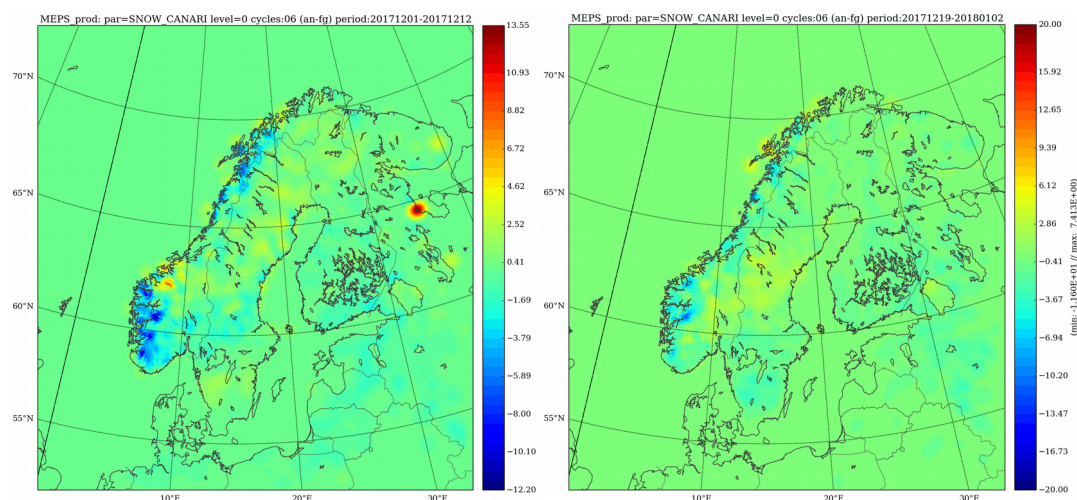 MEPS_prod: par=SNOW_CANARI level=0 cycles:06 (an-fg) period:20171201-20171212
70°N
65°N
60°N
55°N
10°E
20°E
30°E
13.55
10.93
8.82
6.72
4.62
2.52
0.41
−1.69
−3.79
−5.89
−8.00
−10.10
−12.20
MEPS_prod: par=SNOW_CANARI level=0 cycles:06 (an-fg) period:20171219-20180102
70°N
65°N
60°N
55°N
10°E
20°E
30°E
20.00
15.92
12.65
9.39
6.12
2.86
−0.41
−3.67
−6.94
−10.20
−13.47
−16.73
−20.00
(min: -1.160E+01 // max: 7.413E+00)